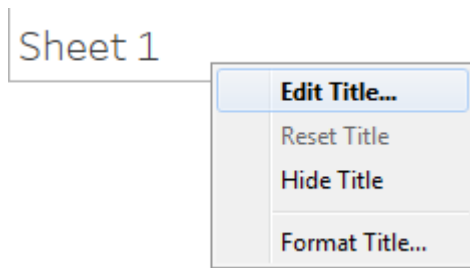 Sheet 1
Edit Title...
Reset Title
Hide Title
Format Title...